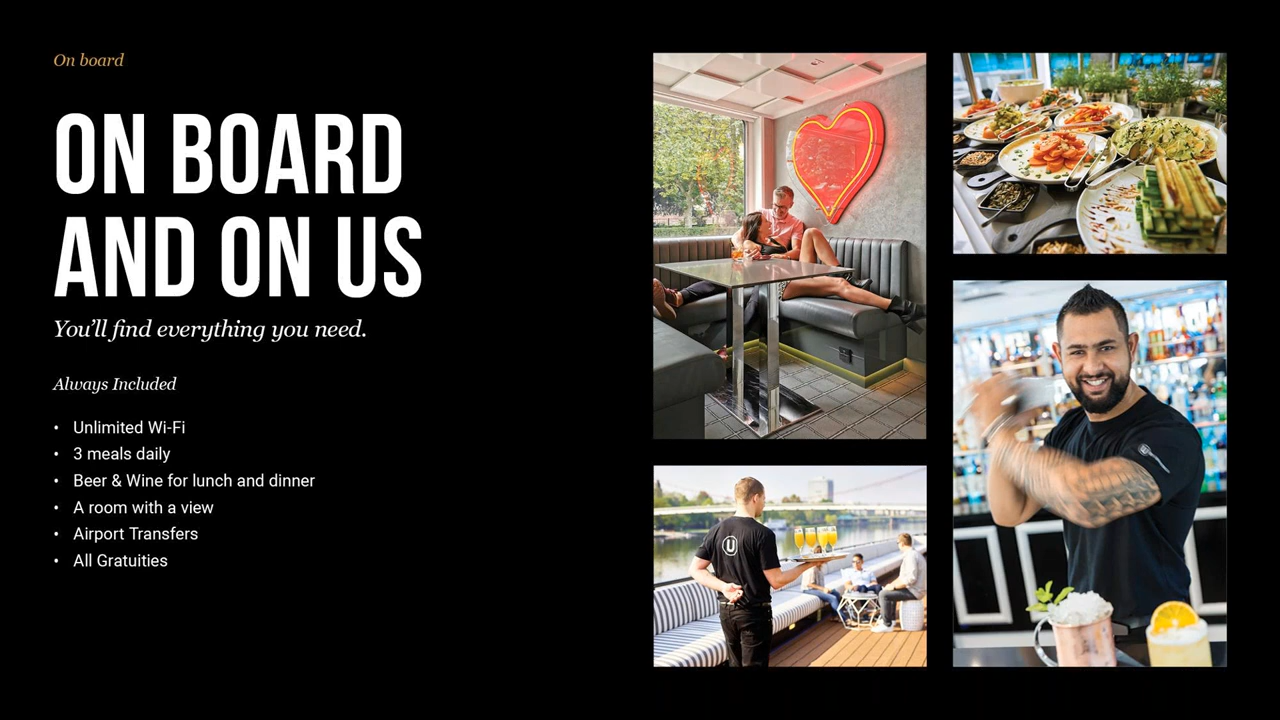 On board
ON BOARD
AND ON US
You’ll find everything you need.
Always Included
• Unlimited Wi-Fi
• 3 meals daily
• Beer & Wine for lunch and dinner
• A room with a view
• Airport Transfers
• All Gratuities
U